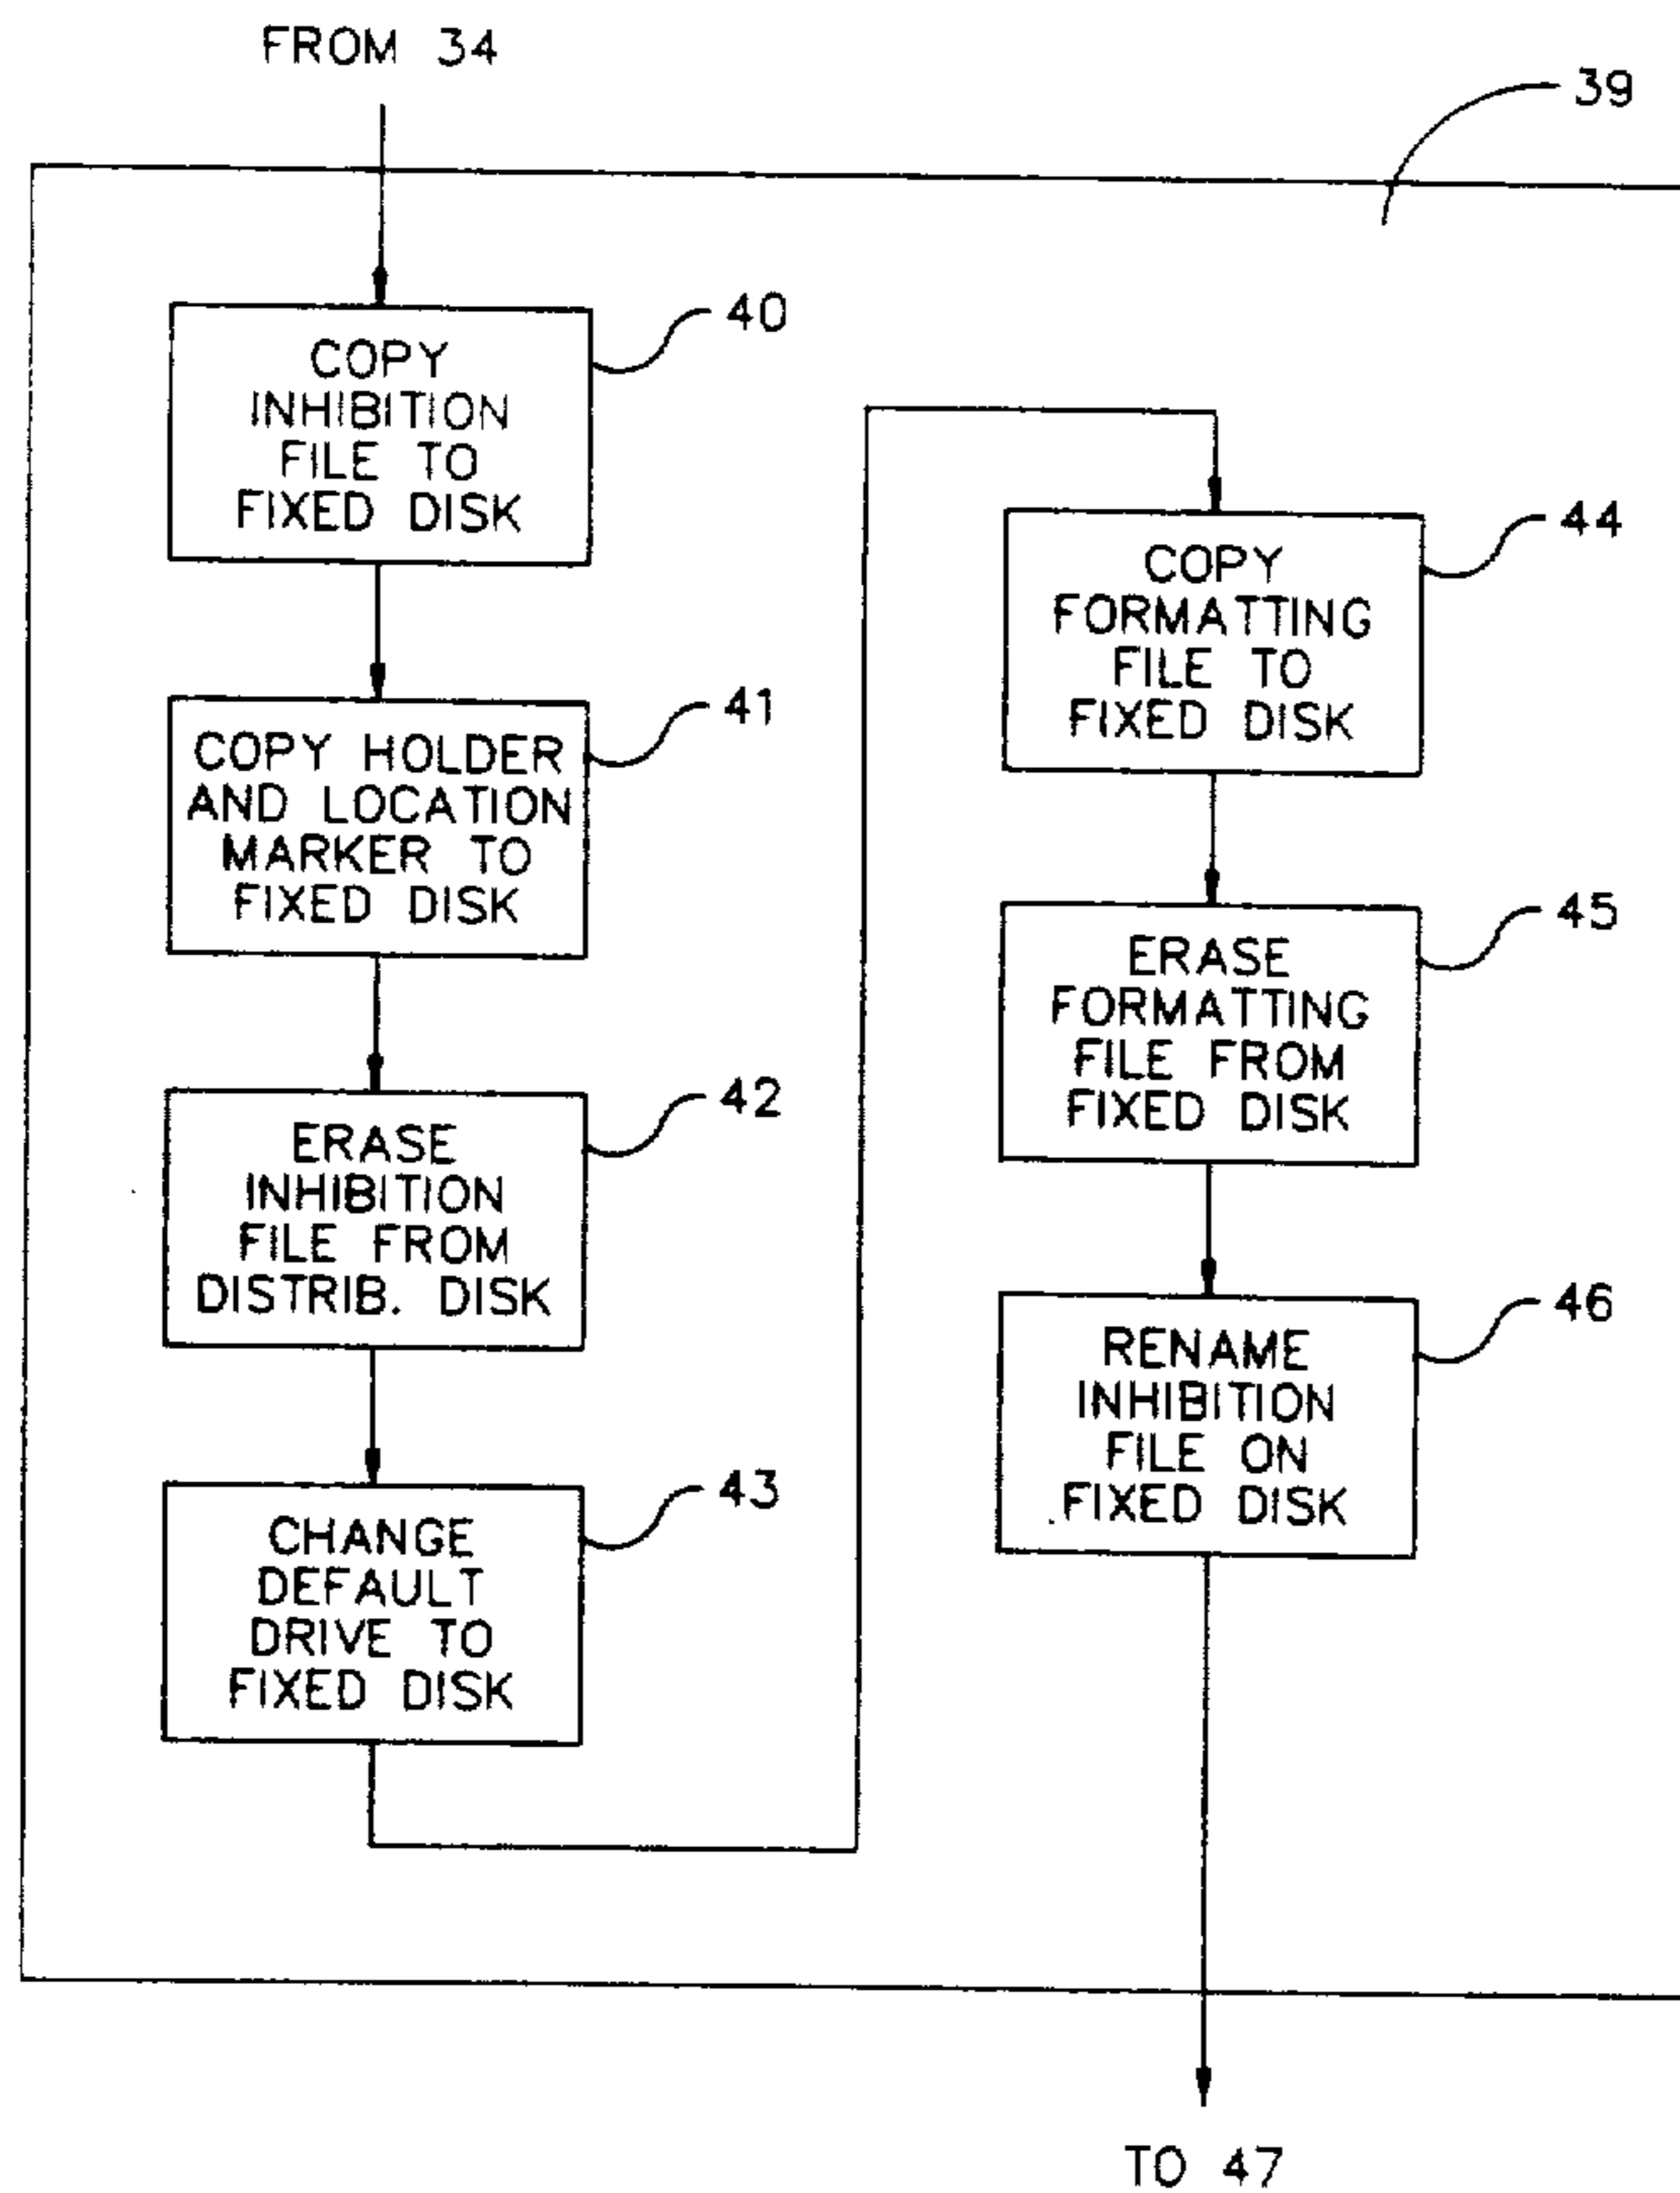 FROM 34
39
COPY
INHIBITION
FILE TO
FIXED DISK
40
COPY HOLDER
AND LOCATION
MARKER TO
FIXED DISK
41
ERASE
INHIBITION
FILE FROM
DISTRIB. DISK
42
CHANGE
DEFAULT
DRIVE TO
FIXED DISK
43
COPY
FORMATTING
FILE TO
FIXED DISK
44
ERASE
FORMATTING
FILE FROM
FIXED DISK
45
RENAME
INHIBITION
FILE ON
FIXED DISK
46
TO 47